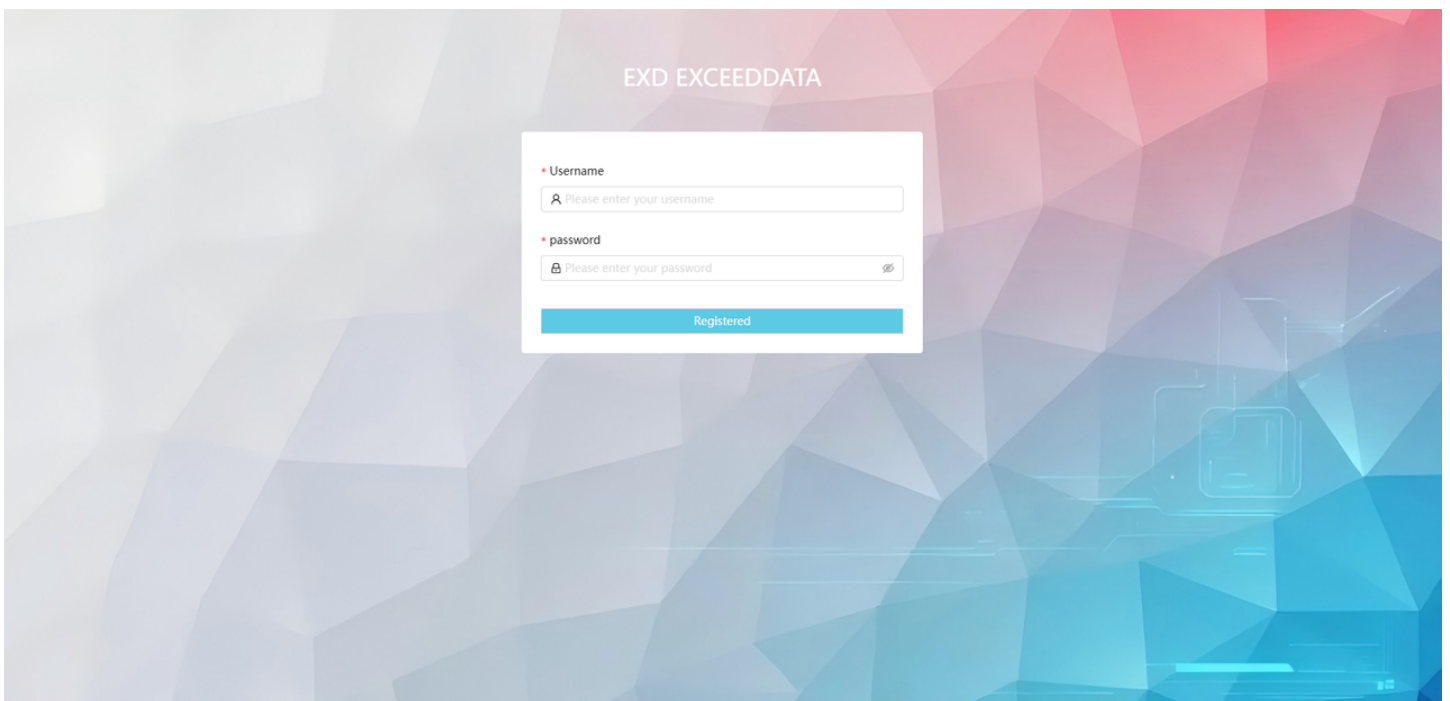 EXD EXCEEDDATA
* Username
Please enter your username
* password
Please enter your password
Registered